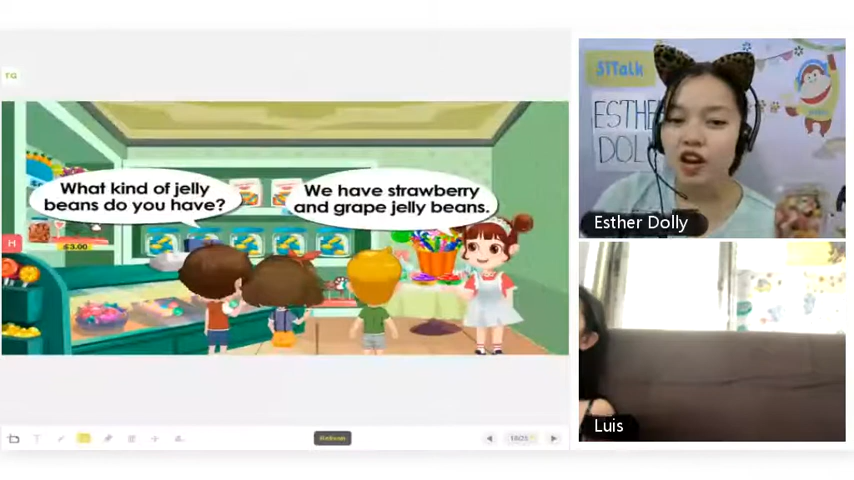 TG
What kind of jelly
beans do you have?
We have strawberry
and grape jelly beans.
$3.00
H
51Talk
ESTHER
DOLL
Esther Dolly
Luis